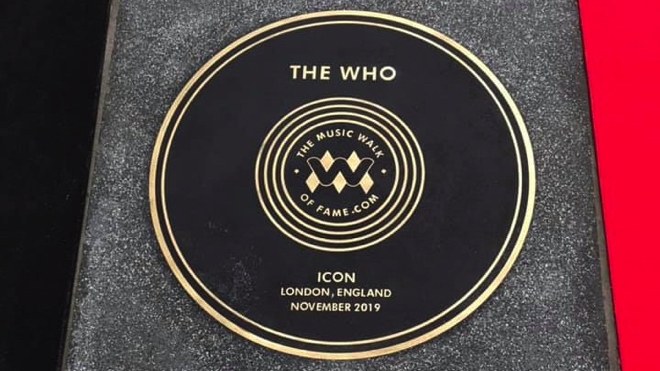 THE WHO
THE MUSIC WALK
OF FAME.COM
ICON
LONDON, ENGLAND
NOVEMBER 2019